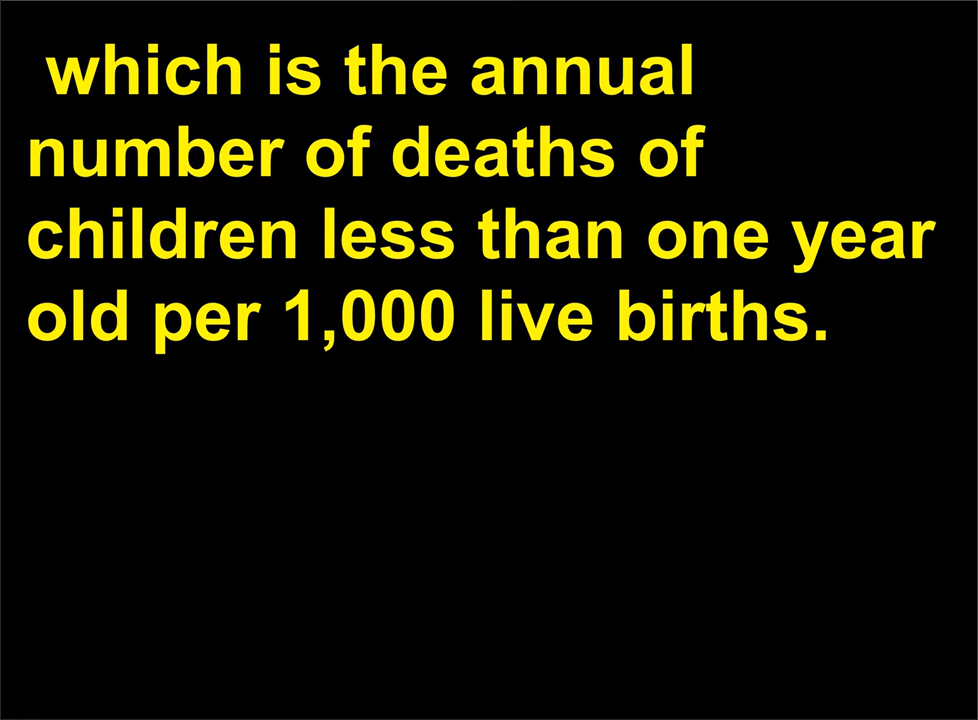 which is the annual
number of deaths of
children less than one year
old per 1,000 live births.